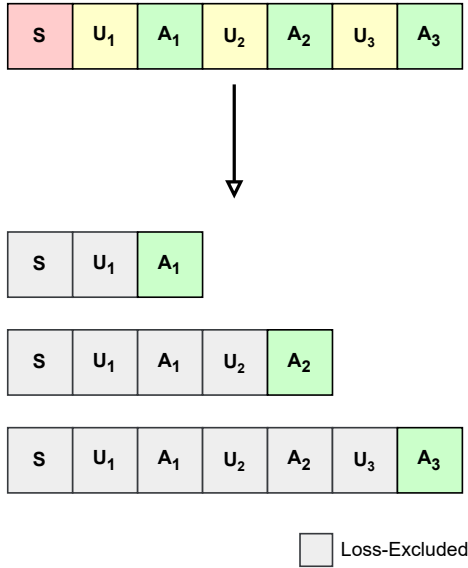 S U₁ A₁ U₂ A₂ U₃ A₃
S U₁ A₁
S U₁ A₁ U₂ A₂
S U₁ A₁ U₂ A₂ U₃ A₃
Loss-Excluded